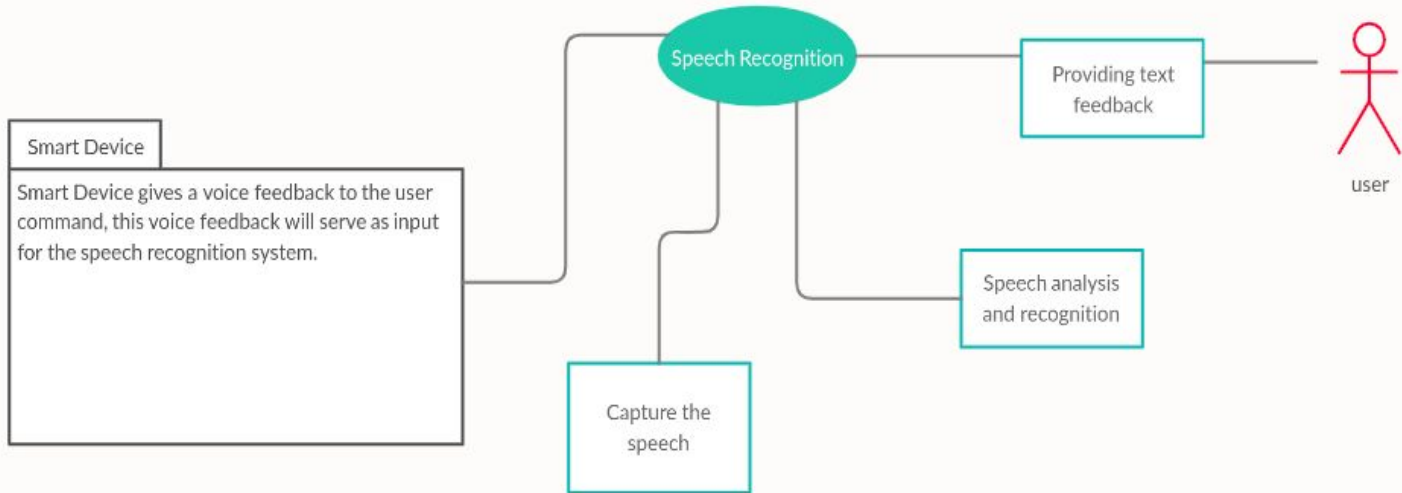 Speech Recognition
Providing text
feedback
user
Smart Device
Smart Device gives a voice feedback to the user
command, this voice feedback will serve as input
for the speech recognition system.
Speech analysis
and recognition
Capture the
speech